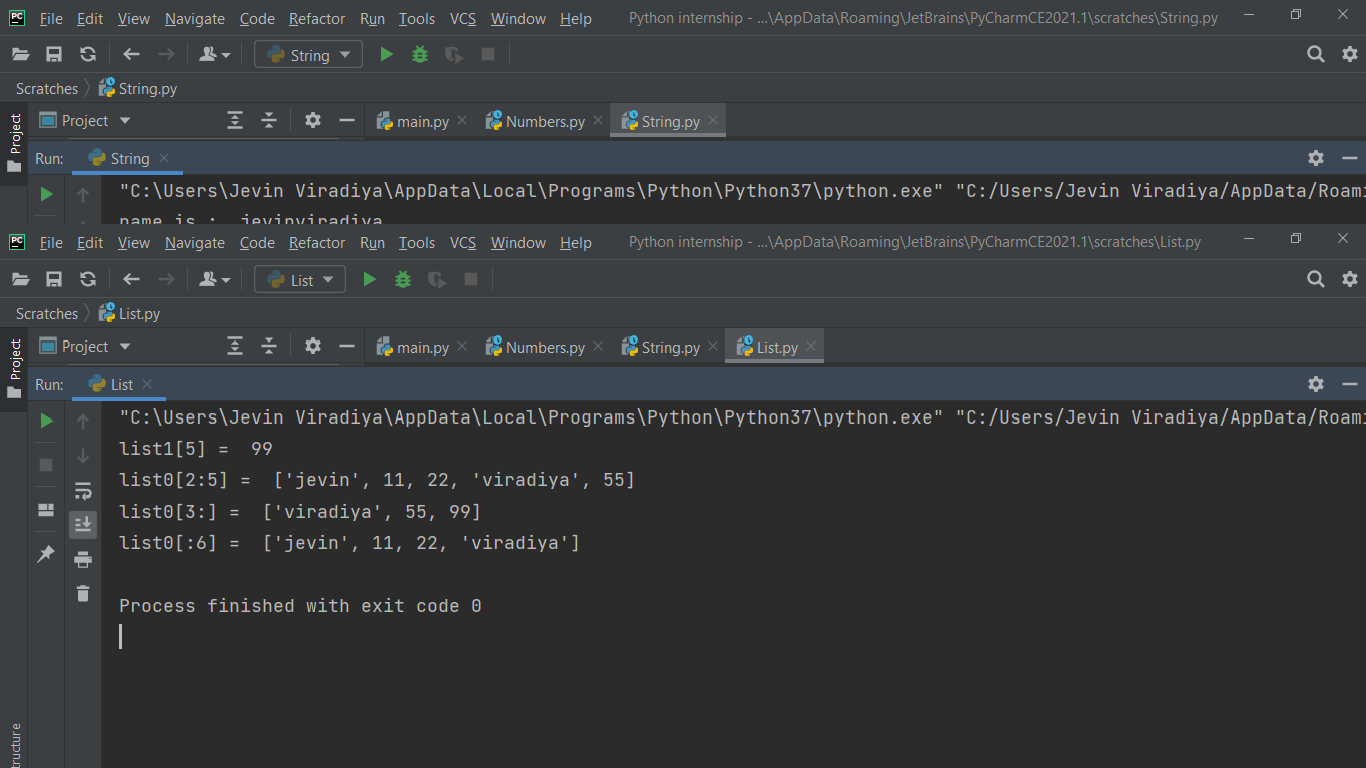 PC File Edit View Navigate Code Refactor Run Tools VCS Window Help Python internship - ...\AppData\Roaming\JetBrains\PyCharmCE2021.1\scratches\String.py
String
Scratches String.py
Project Project main.py Numbers.py String.py
Run: String
"C:\Users\Jevin Viradiya\AppData\Local\Programs\Python\Python37\python.exe" "C:/Users/Jevin Viradiya/AppData/Roami
name is : jevinviradiya
PC File Edit View Navigate Code Refactor Run Tools VCS Window Help Python internship - ...\AppData\Roaming\JetBrains\PyCharmCE2021.1\scratches\List.py
List
Scratches List.py
Project Project main.py Numbers.py String.py List.py
Run: List
"C:\Users\Jevin Viradiya\AppData\Local\Programs\Python\Python37\python.exe" "C:/Users/Jevin Viradiya/AppData/Roami
list1[5] =  99
list0[2:5] =  ['jevin', 11, 22, 'viradiya', 55]
list0[3:] =  ['viradiya', 55, 99]
list0[:6] =  ['jevin', 11, 22, 'viradiya']
Process finished with exit code 0
ructure